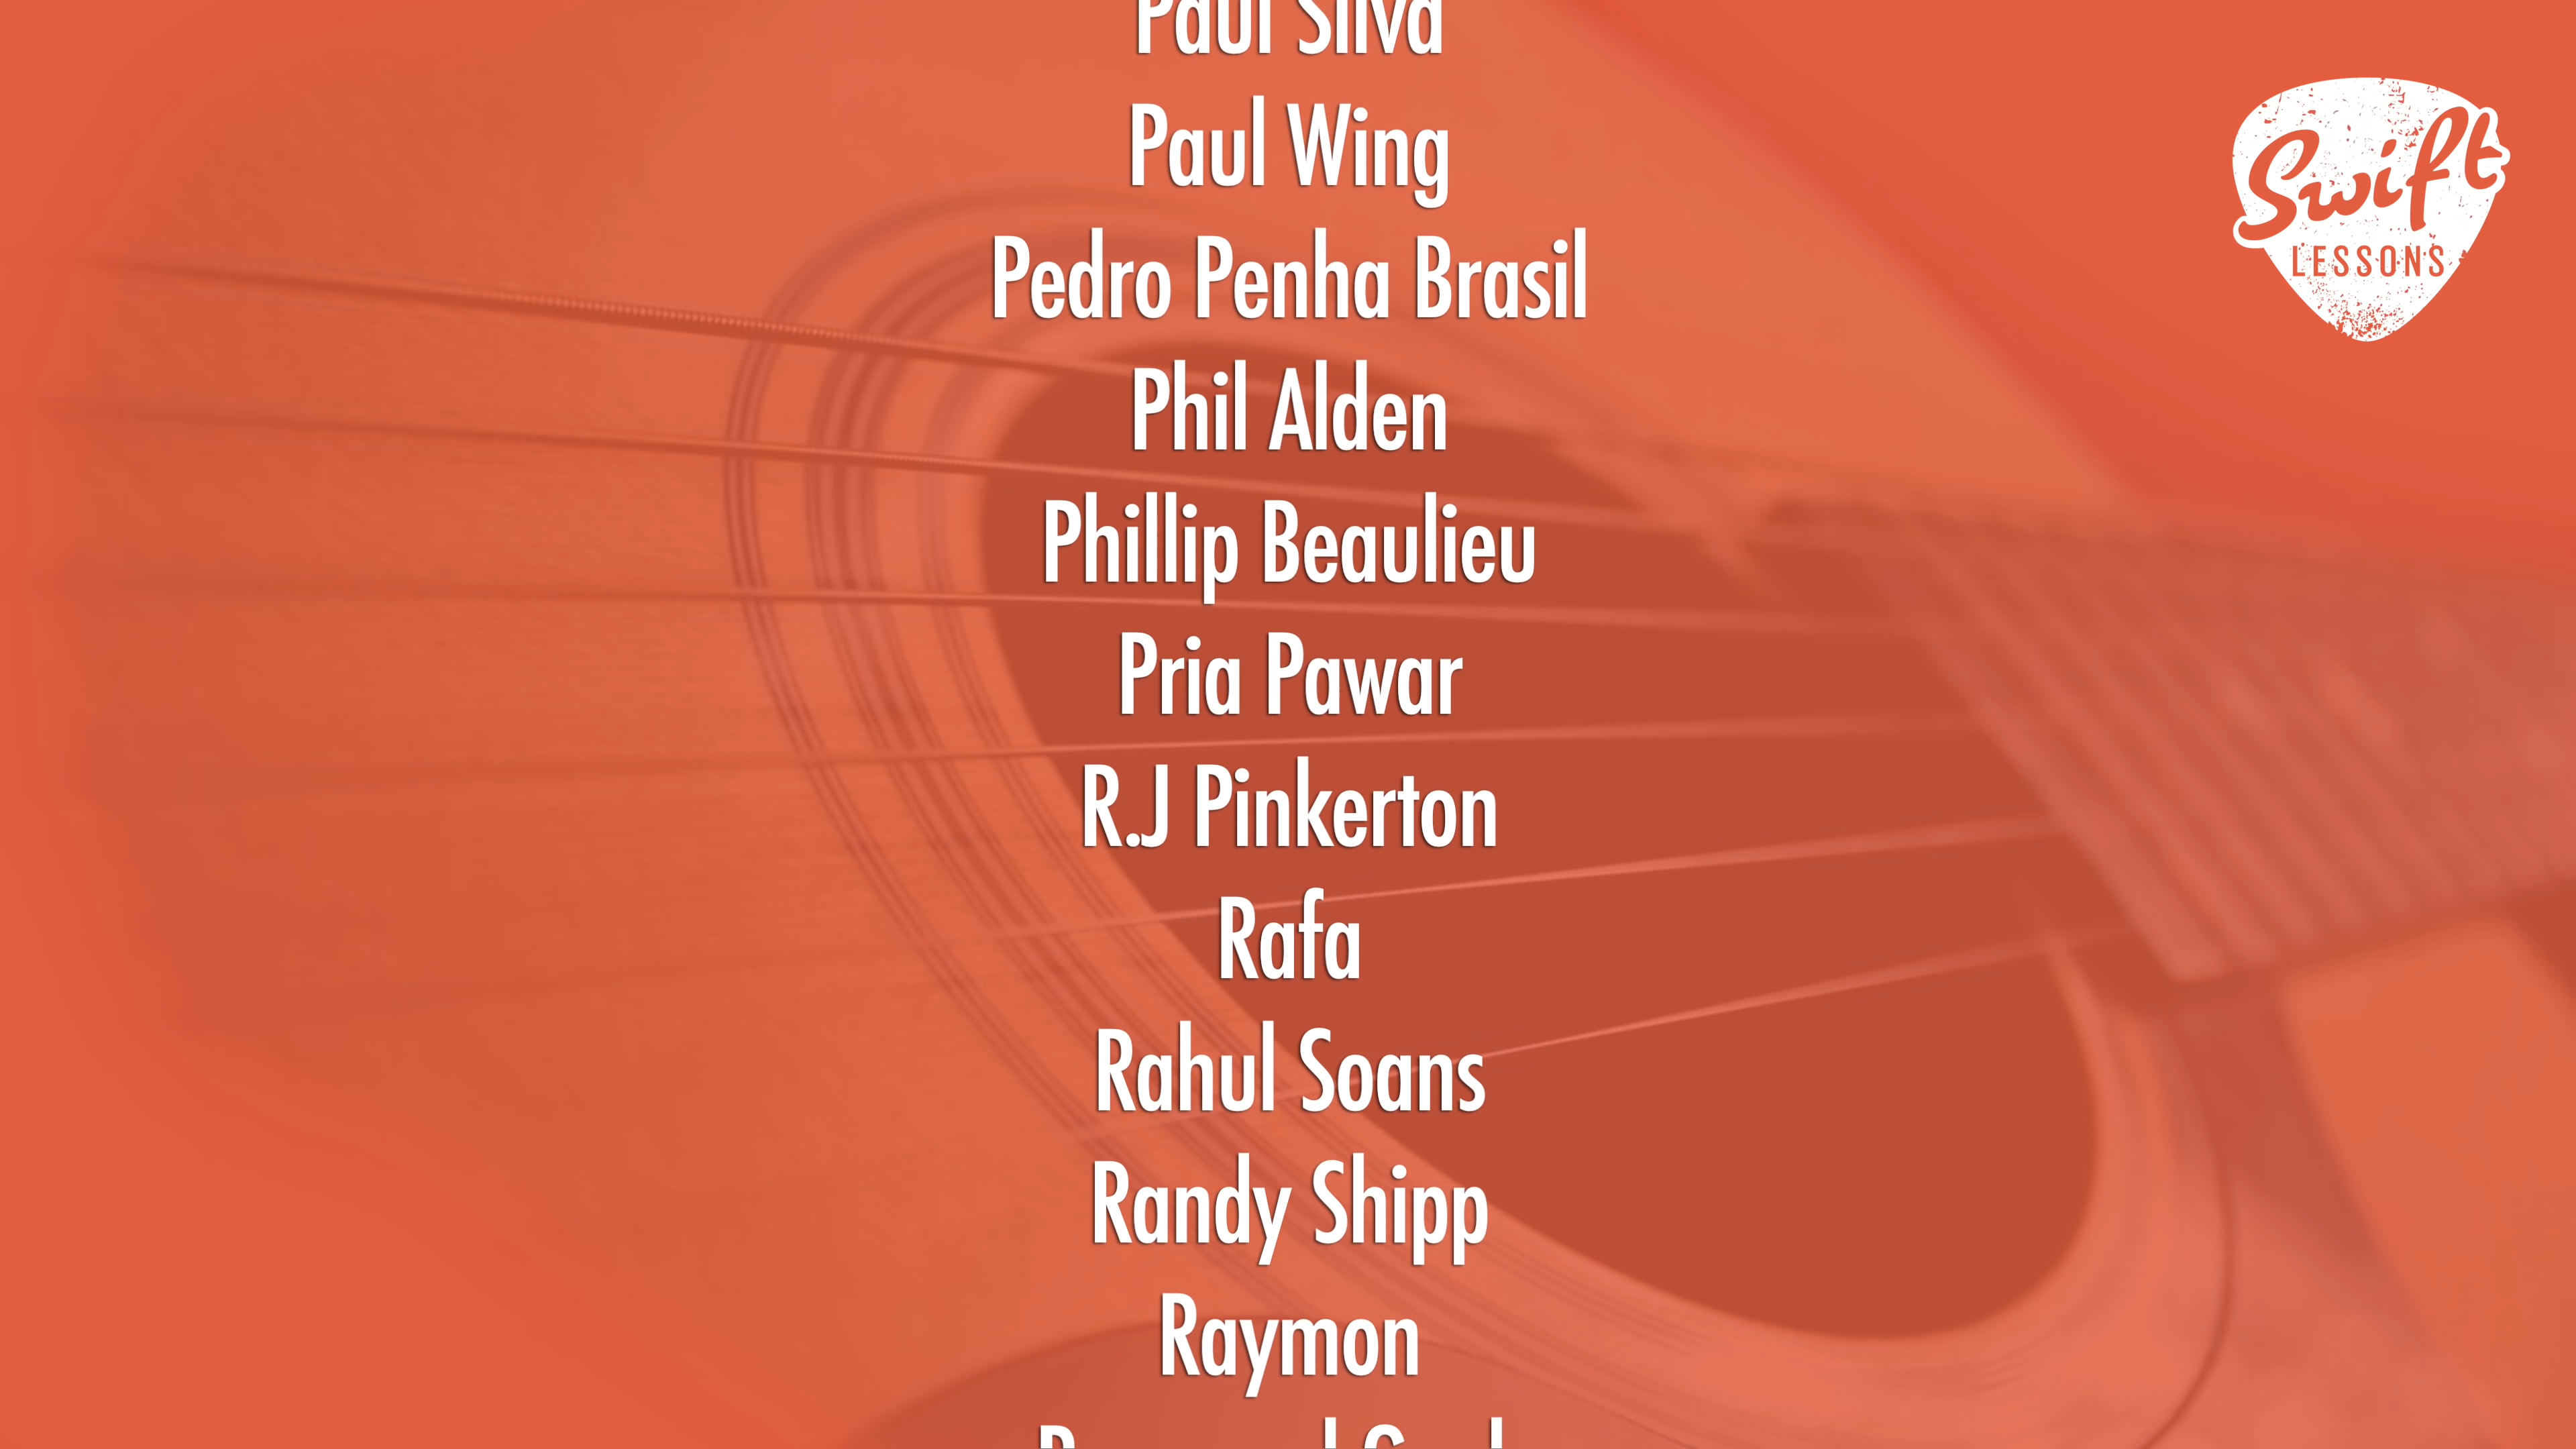 Paul Silva
Paul Wing
Pedro Penha Brasil
Phil Alden
Phillip Beaulieu
Pria Pawar
R.J Pinkerton
Rafa
Rahul Soans
Randy Shipp
Raymon
Swift
LESSONS